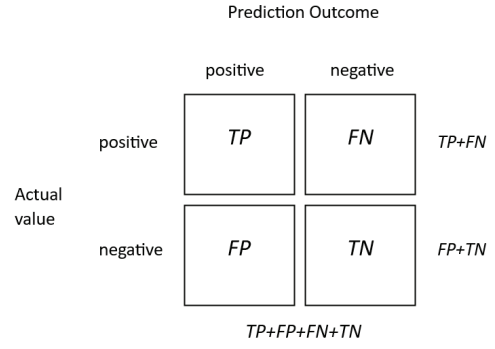 Prediction Outcome
positive negative
positive TP FN TP+FN
Actual
value
negative FP TN FP+TN
TP+FP+FN+TN